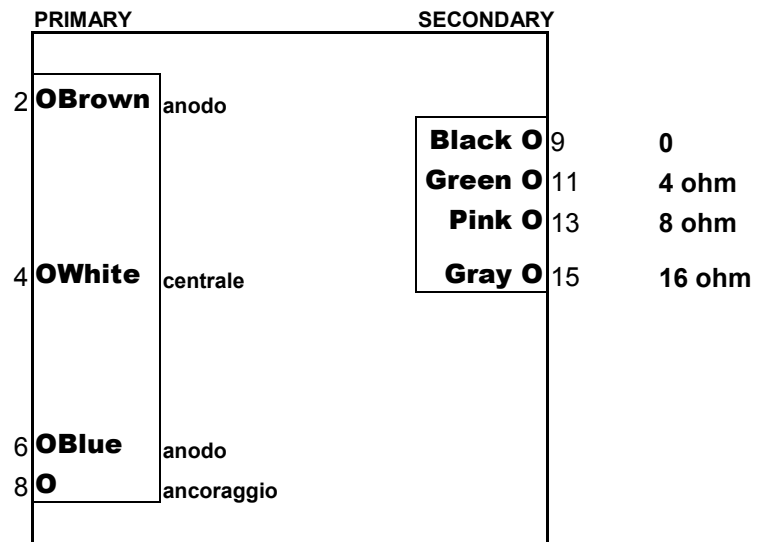 PRIMARY SECONDARY
2 OBrown anodo
Black O 9 0
Green O 11 4 ohm
Pink O 13 8 ohm
4 OWhite centrale Gray O 15 16 ohm
6 OBlue anodo
8 O ancoraggio